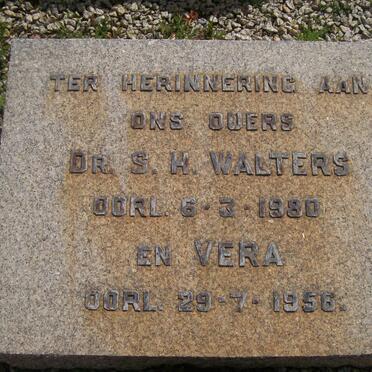 TER HERINNERING AAN
ONS OUERS
DR. S. H. WALTERS
OORL. 6-3-1980
EN VERA
OORL. 29-7-1956.